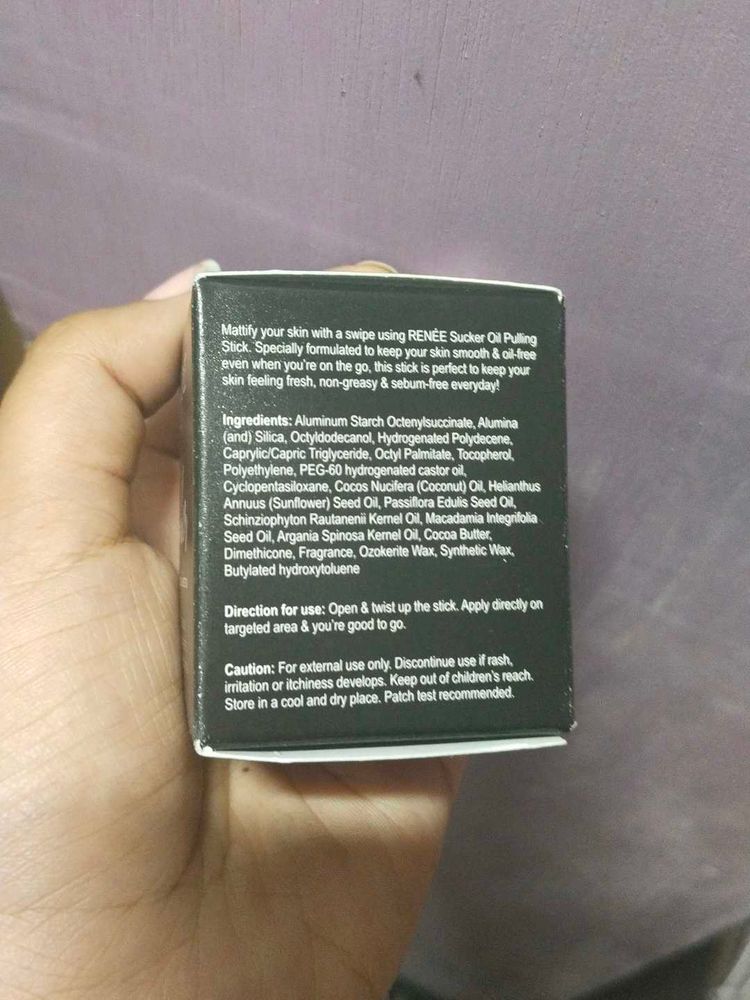 Mattify your skin with a swipe using RENÉE Sucker Oil Pulling
Stick. Specially formulated to keep your skin smooth & oil-free
even when you're on the go, this stick is perfect to keep your
skin feeling fresh, non-greasy & sebum-free everyday!
Ingredients: Aluminum Starch Octenylsuccinate, Alumina
(and) Silica, Octyldodecanol, Hydrogenated Polydecene,
Caprylic/Capric Triglyceride, Octyl Palmitate, Tocopherol,
Polyethylene, PEG-60 hydrogenated castor oil,
Cyclopentasiloxane, Cocos Nucifera (Coconut) Oil, Helianthus
Annuus (Sunflower) Seed Oil, Passiflora Edulis Seed Oil,
Schinziophyton Rautanenii Kernel Oil, Macadamia Integrifolia
Seed Oil, Argania Spinosa Kernel Oil, Cocoa Butter,
Dimethicone, Fragrance, Ozokerite Wax, Synthetic Wax,
Butylated hydroxytoluene
Direction for use: Open & twist up the stick. Apply directly on
targeted area & you're good to go.
Caution: For external use only. Discontinue use if rash,
irritation or itchiness develops. Keep out of children's reach.
Store in a cool and dry place. Patch test recommended.